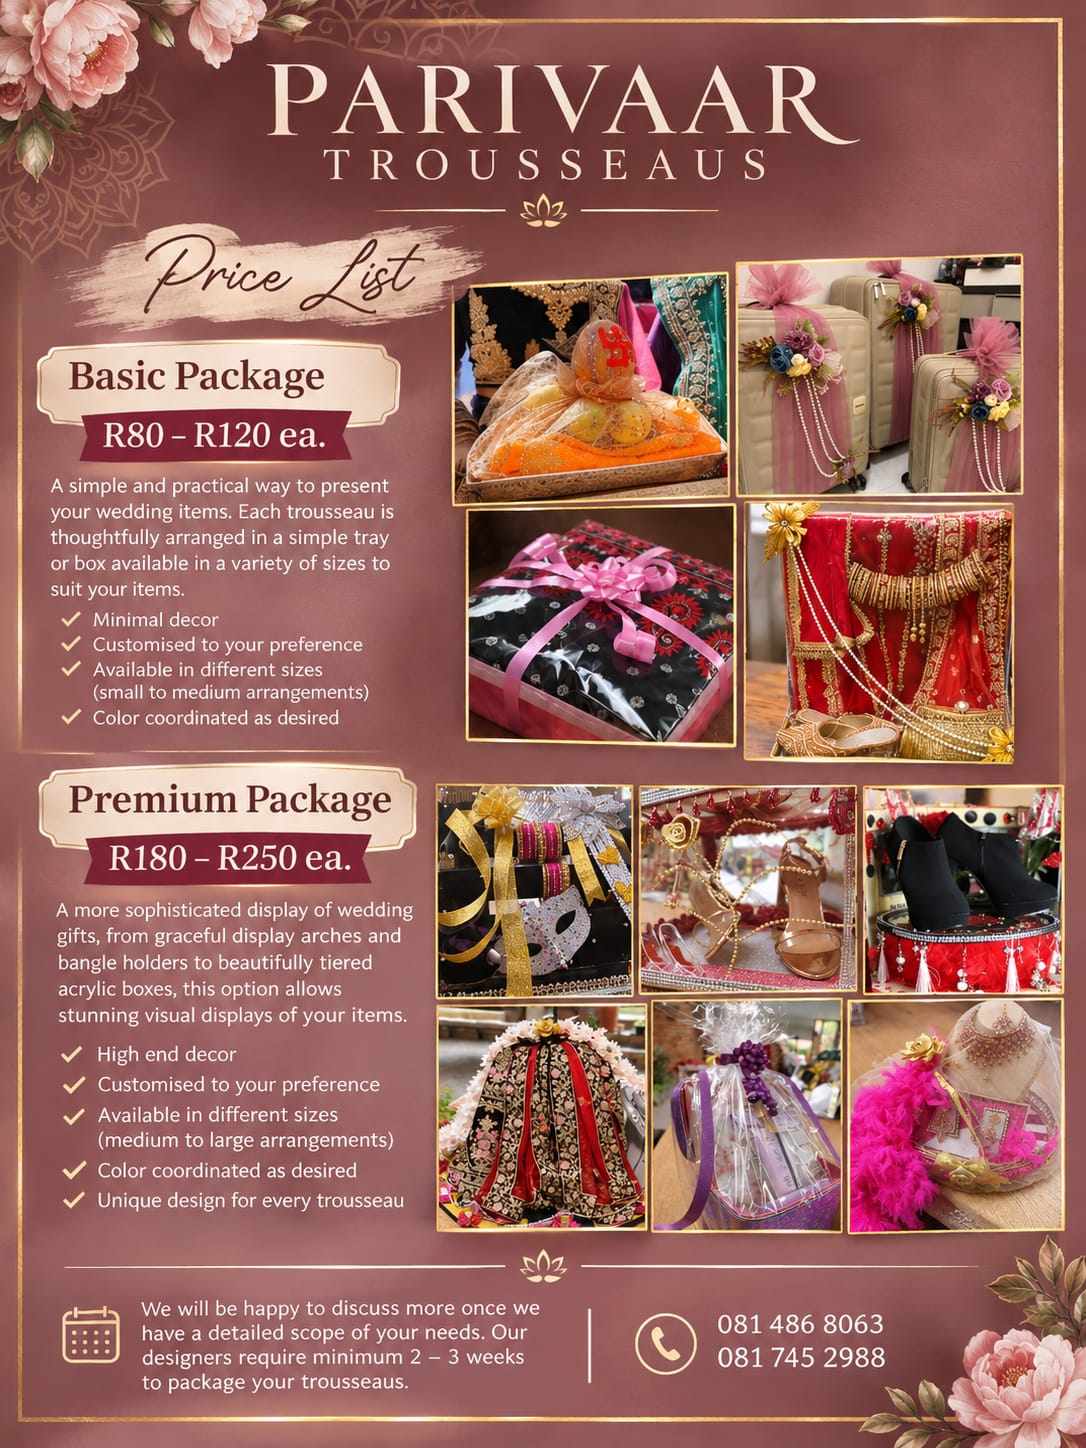 PARIVAAR
TROUSSEAUS
Price List
Basic Package
R80 – R120 ea.
A simple and practical way to present
your wedding items. Each trousseau is
thoughtfully arranged in a simple tray
or box available in a variety of sizes to
suit your items.
Minimal decor
Customised to your preference
Available in different sizes
(small to medium arrangements)
Color coordinated as desired
Premium Package
R180 – R250 ea.
A more sophisticated display of wedding
gifts, from graceful display arches and
bangle holders to beautifully tiered
acrylic boxes, this option allows
stunning visual displays of your items.
High end decor
Customised to your preference
Available in different sizes
(medium to large arrangements)
Color coordinated as desired
Unique design for every trousseau
We will be happy to discuss more once we
have a detailed scope of your needs. Our
designers require minimum 2 – 3 weeks
to package your trousseaus.
081 486 8063
081 745 2988